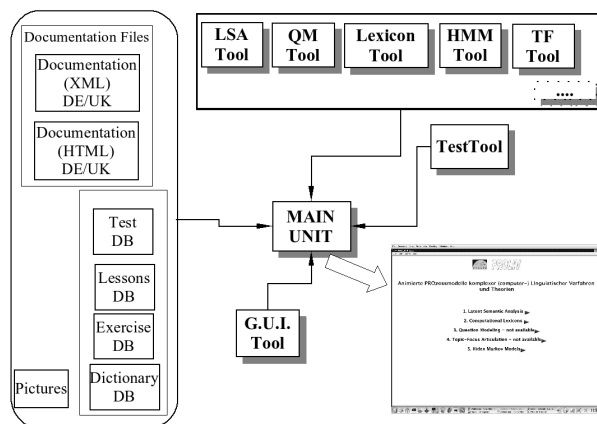 Documentation Files
Documentation
(XML)
DE/UK
Documentation
(HTML)
DE/UK
Test
DB
Lessons
DB
Exercise
DB
Dictionary
DB
Pictures
LSA
Tool
QM
Tool
Lexicon
Tool
HMM
Tool
TF
Tool
....
TestTool
MAIN
UNIT
G.U.I.
Tool
Animierte PROzessmodelle komplexer (computer-) Linguistischer Verfahren
und Theorien
1. Latent Semantic Analysis
2. Computational Lexicons
3. Question Modeling - not available
4. Topic-Focus Articulation - not available
5. Hiden Markov Models